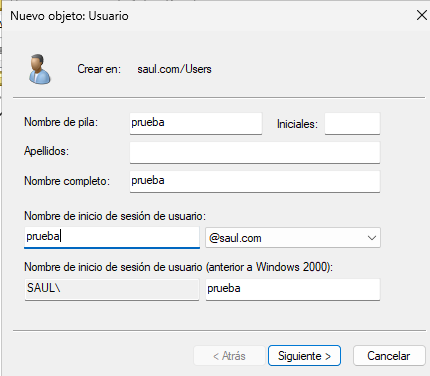 Nuevo objeto: Usuario
Crear en: saul.com/Users
Nombre de pila: prueba Iniciales:
Apellidos:
Nombre completo: prueba
Nombre de inicio de sesión de usuario:
prueba @saul.com
Nombre de inicio de sesión de usuario (anterior a Windows 2000):
SAUL\ prueba
< Atrás Siguiente > Cancelar